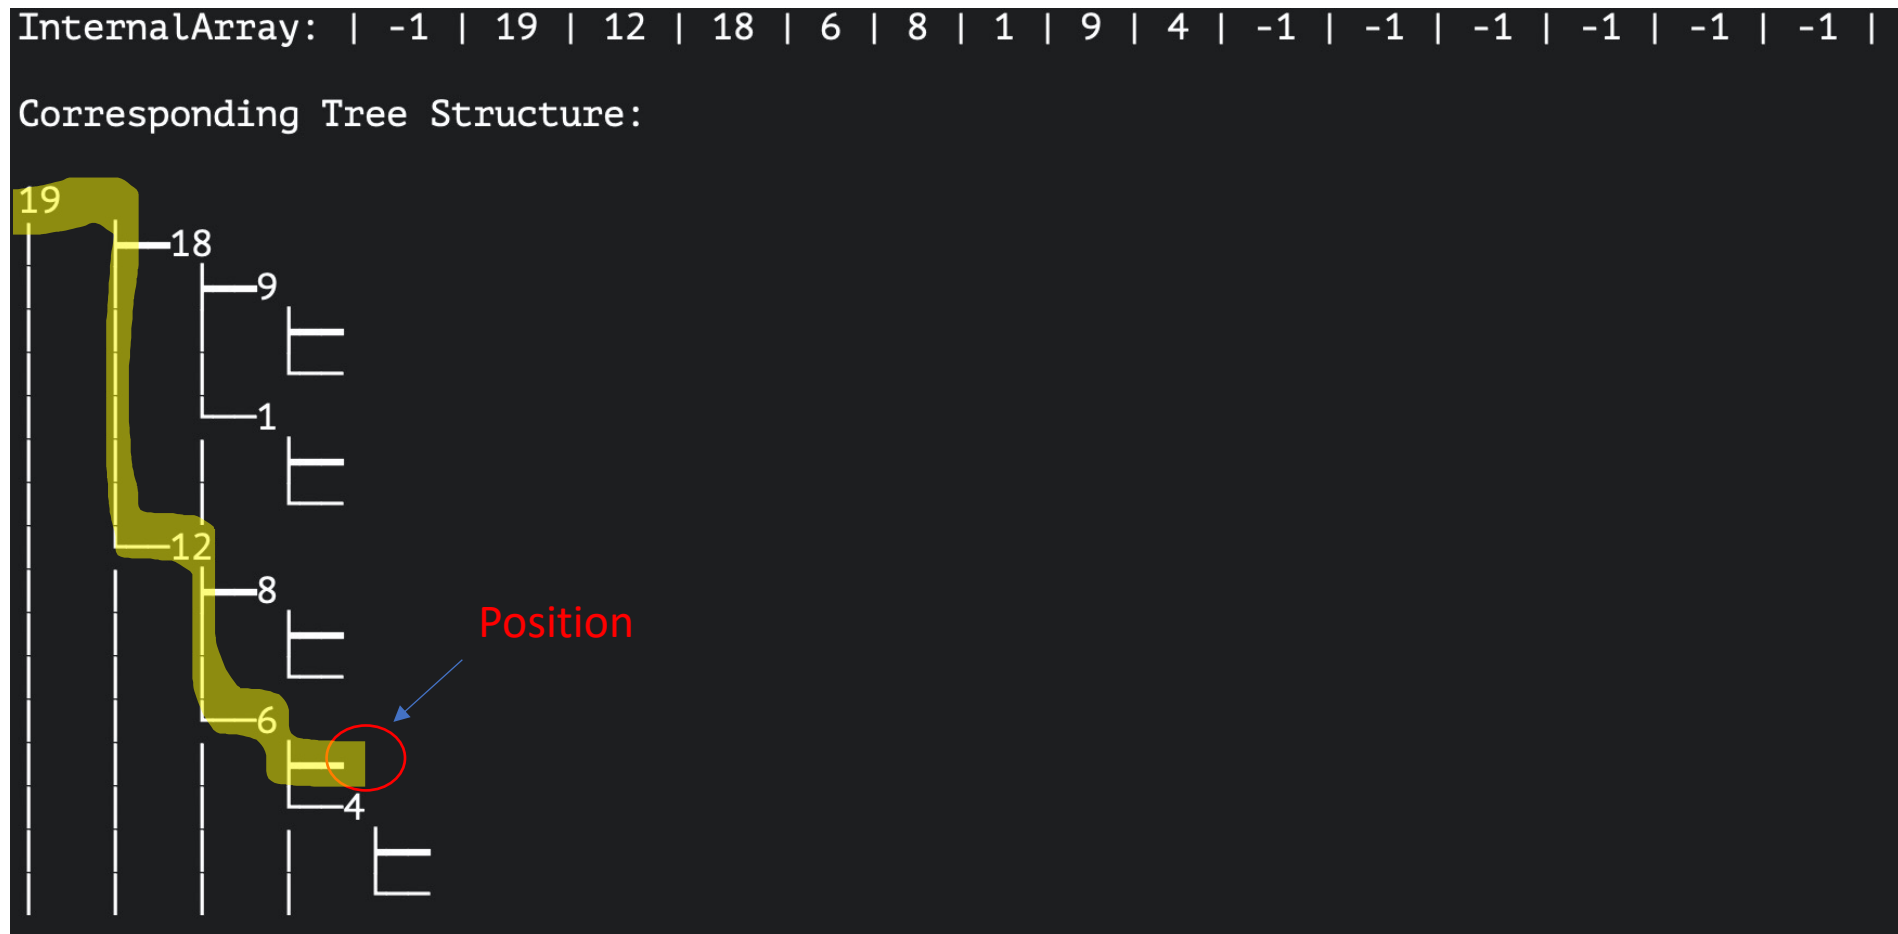 InternalArray: | -1 | 19 | 12 | 18 | 6 | 8 | 1 | 9 | 4 | -1 | -1 | -1 | -1 | -1 | -1 |
Corresponding Tree Structure:
19
18
9
1
12
8
Position
6
4